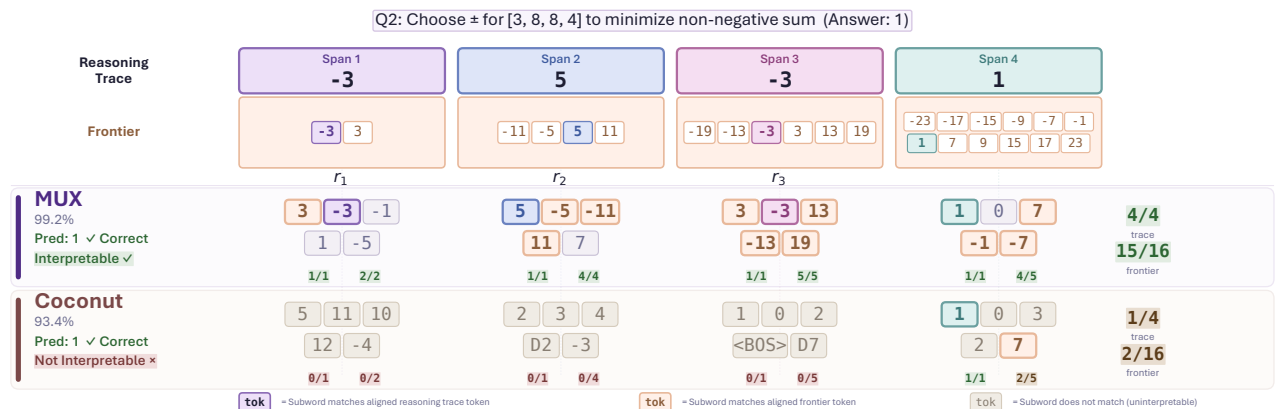 Q2: Choose ± for [3, 8, 8, 4] to minimize non-negative sum (Answer: 1)
Reasoning Trace
Span 1
-3
Span 2
5
Span 3
-3
Span 4
1
Frontier
-3 3
-11 -5 5 11
-19 -13 -3 3 13 19
-23 -17 -15 -9 -7 -1
1 7 9 15 17 23
r1 r2 r3
MUX
99.2%
Pred: 1 ✓ Correct
Interpretable ✓
3 -3 -1
1 -5
1/1 2/2
5 -5 -11
11 7
1/1 4/4
3 -3 13
-13 19
1/1 5/5
1 0 7
-1 -7
1/1 4/5
4/4
trace
15/16
frontier
Coconut
93.4%
Pred: 1 ✓ Correct
Not Interpretable ×
5 11 10
12 -4
0/1 0/2
2 3 4
D2 -3
0/1 0/4
1 0 2
<BOS> D7
0/1 0/5
1 0 3
2 7
1/1 2/5
1/4
trace
2/16
frontier
tok = Subword matches aligned reasoning trace token
tok = Subword matches aligned frontier token
tok = Subword does not match (uninterpretable)